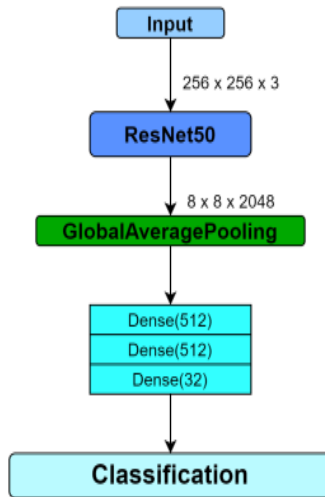 Input
256 x 256 x 3
ResNet50
8 x 8 x 2048
GlobalAveragePooling
Dense(512)
Dense(512)
Dense(32)
Classification